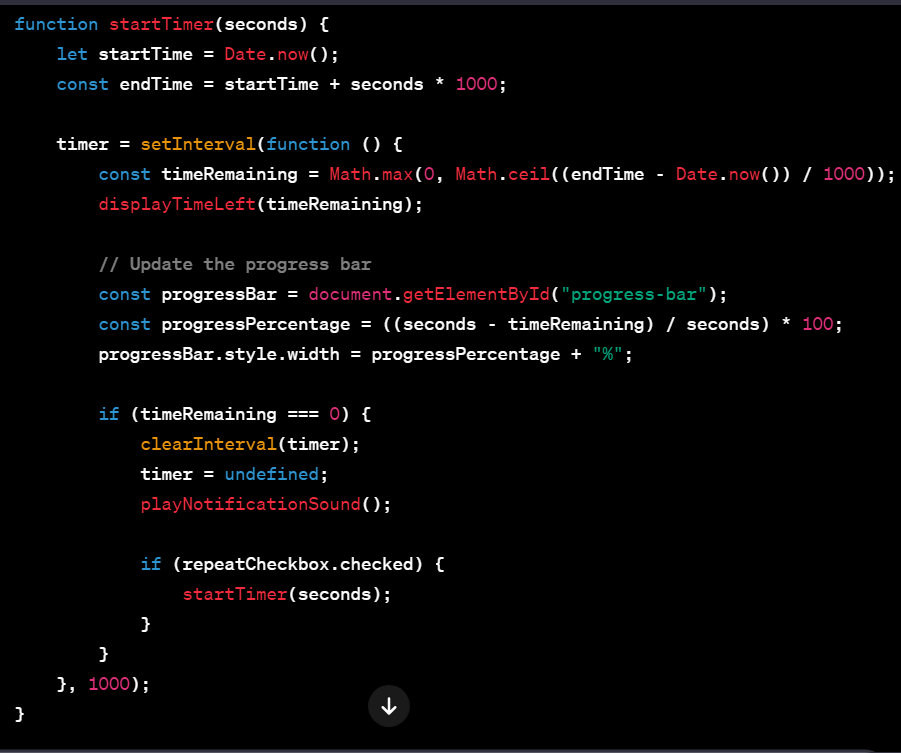 function startTimer(seconds) {
    let startTime = Date.now();
    const endTime = startTime + seconds * 1000;

    timer = setInterval(function () {
        const timeRemaining = Math.max(0, Math.ceil((endTime - Date.now()) / 1000));
        displayTimeLeft(timeRemaining);

        // Update the progress bar
        const progressBar = document.getElementById("progress-bar");
        const progressPercentage = ((seconds - timeRemaining) / seconds) * 100;
        progressBar.style.width = progressPercentage + "%";

        if (timeRemaining === 0) {
            clearInterval(timer);
            timer = undefined;
            playNotificationSound();

            if (repeatCheckbox.checked) {
                startTimer(seconds);
            }
        }
    }, 1000);
}